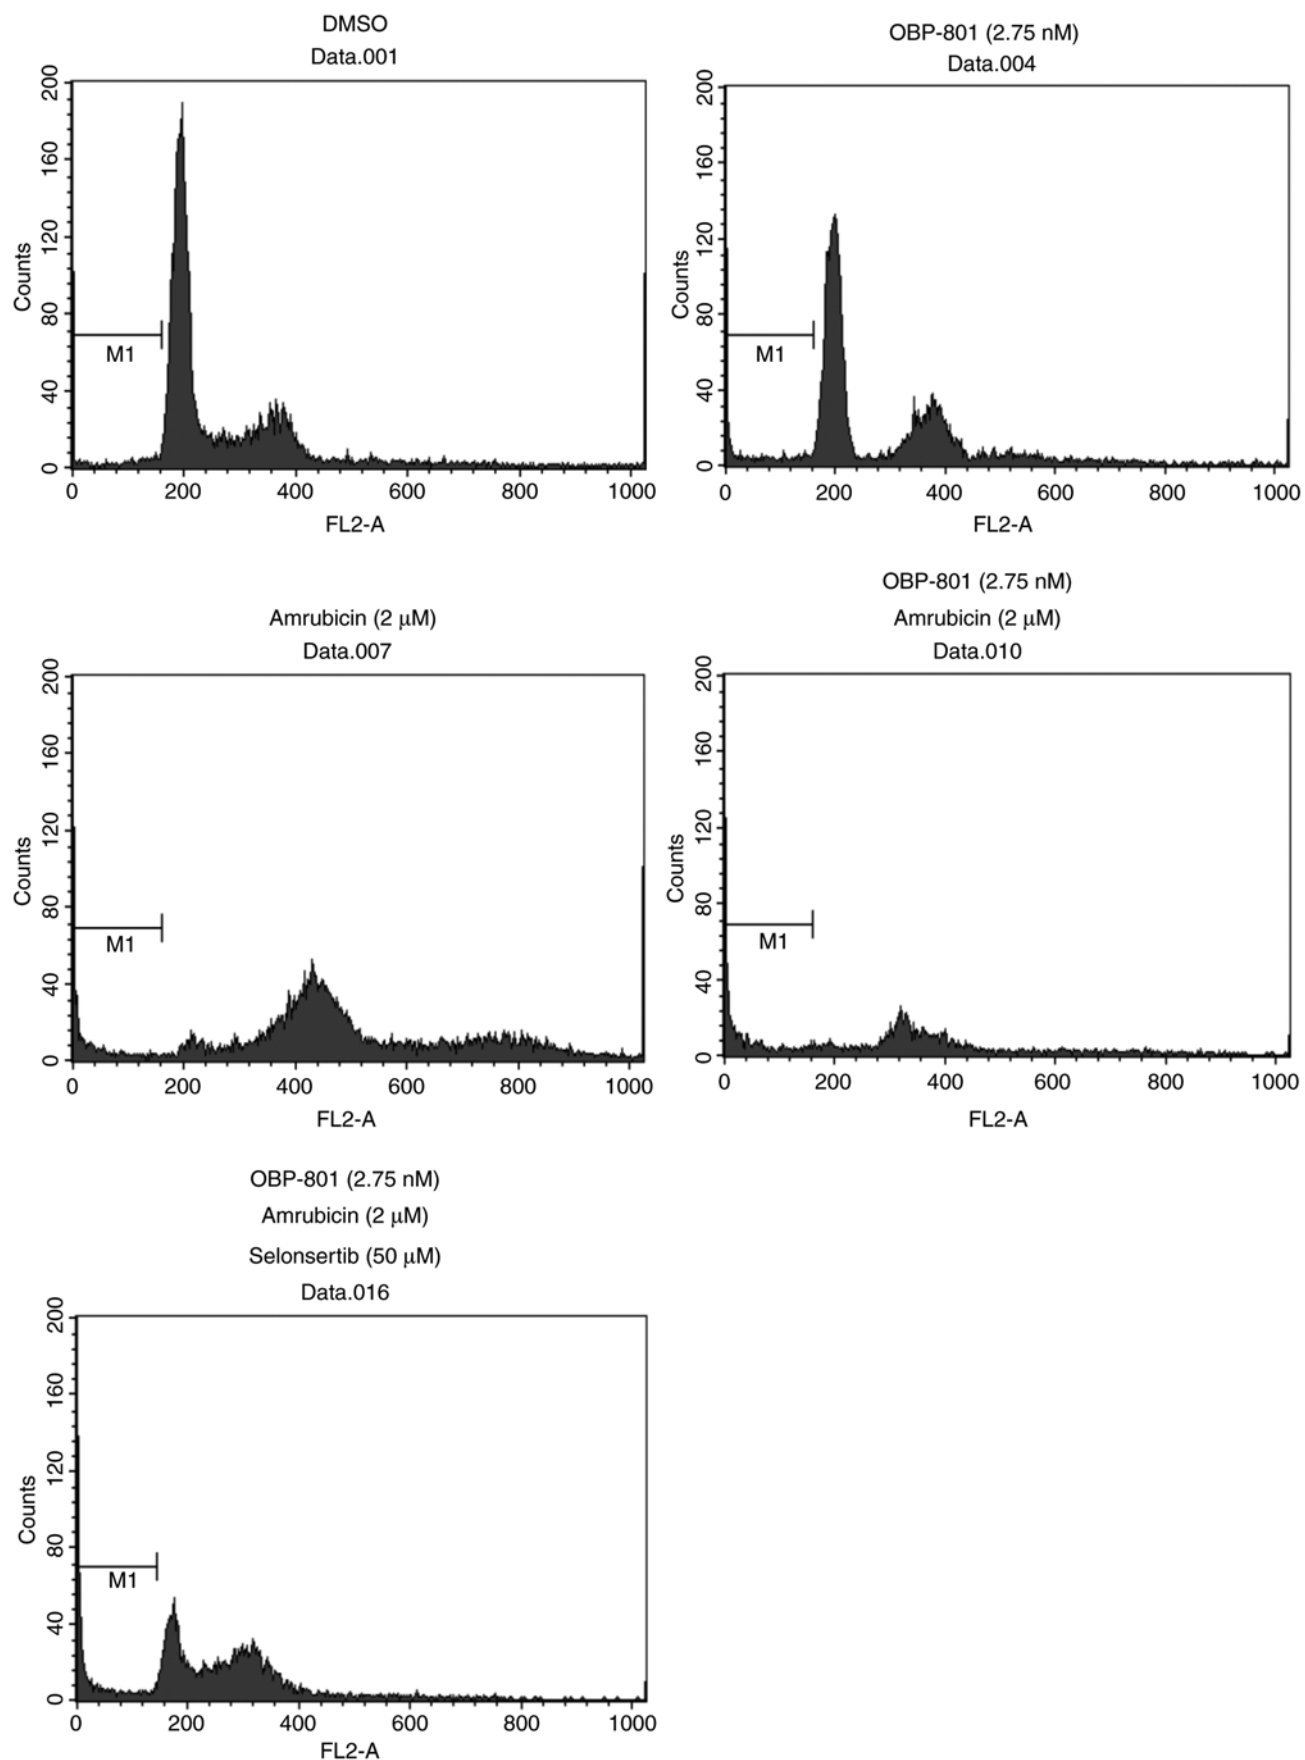 DMSO
Data.001
200
160
120
80
40
0
Counts
M1
0 200 400 600 800 1000
FL2-A
OBP-801 (2.75 nM)
Data.004
200
160
120
80
40
0
Counts
M1
0 200 400 600 800 1000
FL2-A
Amrubicin (2 μM)
Data.007
200
160
120
80
40
0
Counts
M1
0 200 400 600 800 1000
FL2-A
OBP-801 (2.75 nM)
Amrubicin (2 μM)
Data.010
200
160
120
80
40
0
Counts
M1
0 200 400 600 800 1000
FL2-A
OBP-801 (2.75 nM)
Amrubicin (2 μM)
Selonsertib (50 μM)
Data.016
200
160
120
80
40
0
Counts
M1
0 200 400 600 800 1000
FL2-A